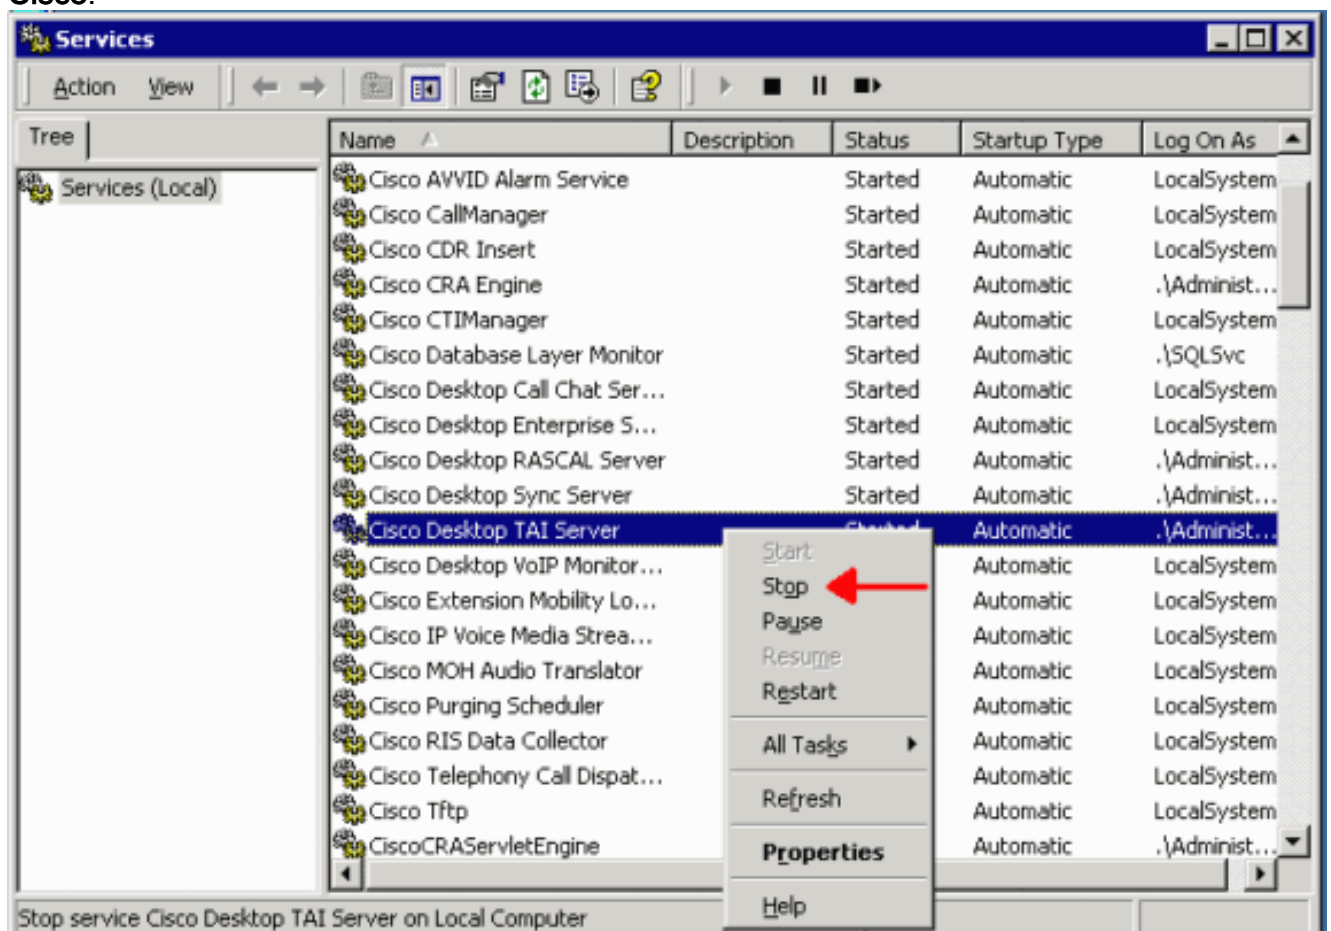 Cisco.
Services
Action View
Tree
Name Description Status Startup Type Log On As
Services (Local)
Cisco AVVID Alarm Service Started Automatic LocalSystem
Cisco CallManager Started Automatic LocalSystem
Cisco CDR Insert Started Automatic LocalSystem
Cisco CRA Engine Started Automatic .\Administ...
Cisco CTIManager Started Automatic LocalSystem
Cisco Database Layer Monitor Started Automatic .\SQLSvc
Cisco Desktop Call Chat Ser... Started Automatic LocalSystem
Cisco Desktop Enterprise S... Started Automatic LocalSystem
Cisco Desktop RASCAL Server Started Automatic .\Administ...
Cisco Desktop Sync Server Started Automatic .\Administ...
Cisco Desktop TAI Server Started Automatic .\Administ...
Cisco Desktop VoIP Monitor... Automatic LocalSystem
Cisco Extension Mobility Lo... Automatic LocalSystem
Cisco IP Voice Media Strea... Automatic LocalSystem
Cisco MOH Audio Translator Automatic LocalSystem
Cisco Purging Scheduler Automatic LocalSystem
Cisco RIS Data Collector Automatic LocalSystem
Cisco Telephony Call Dispat... Automatic LocalSystem
Cisco Tftp Automatic LocalSystem
CiscoCRAServletEngine Automatic .\Administ...
Start
Stop
Pause
Resume
Restart
All Tasks
Refresh
Properties
Help
Stop service Cisco Desktop TAI Server on Local Computer